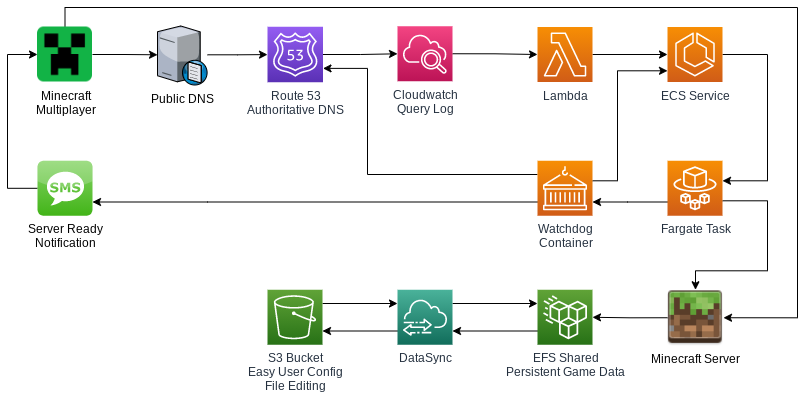 53
Minecraft
Multiplayer
Public DNS
Route 53
Authoritative DNS
Cloudwatch
Query Log
Lambda
ECS Service
SMS
Server Ready
Notification
Watchdog
Container
Fargate Task
S3 Bucket
Easy User Config
File Editing
DataSync
EFS Shared
Persistent Game Data
Minecraft Server